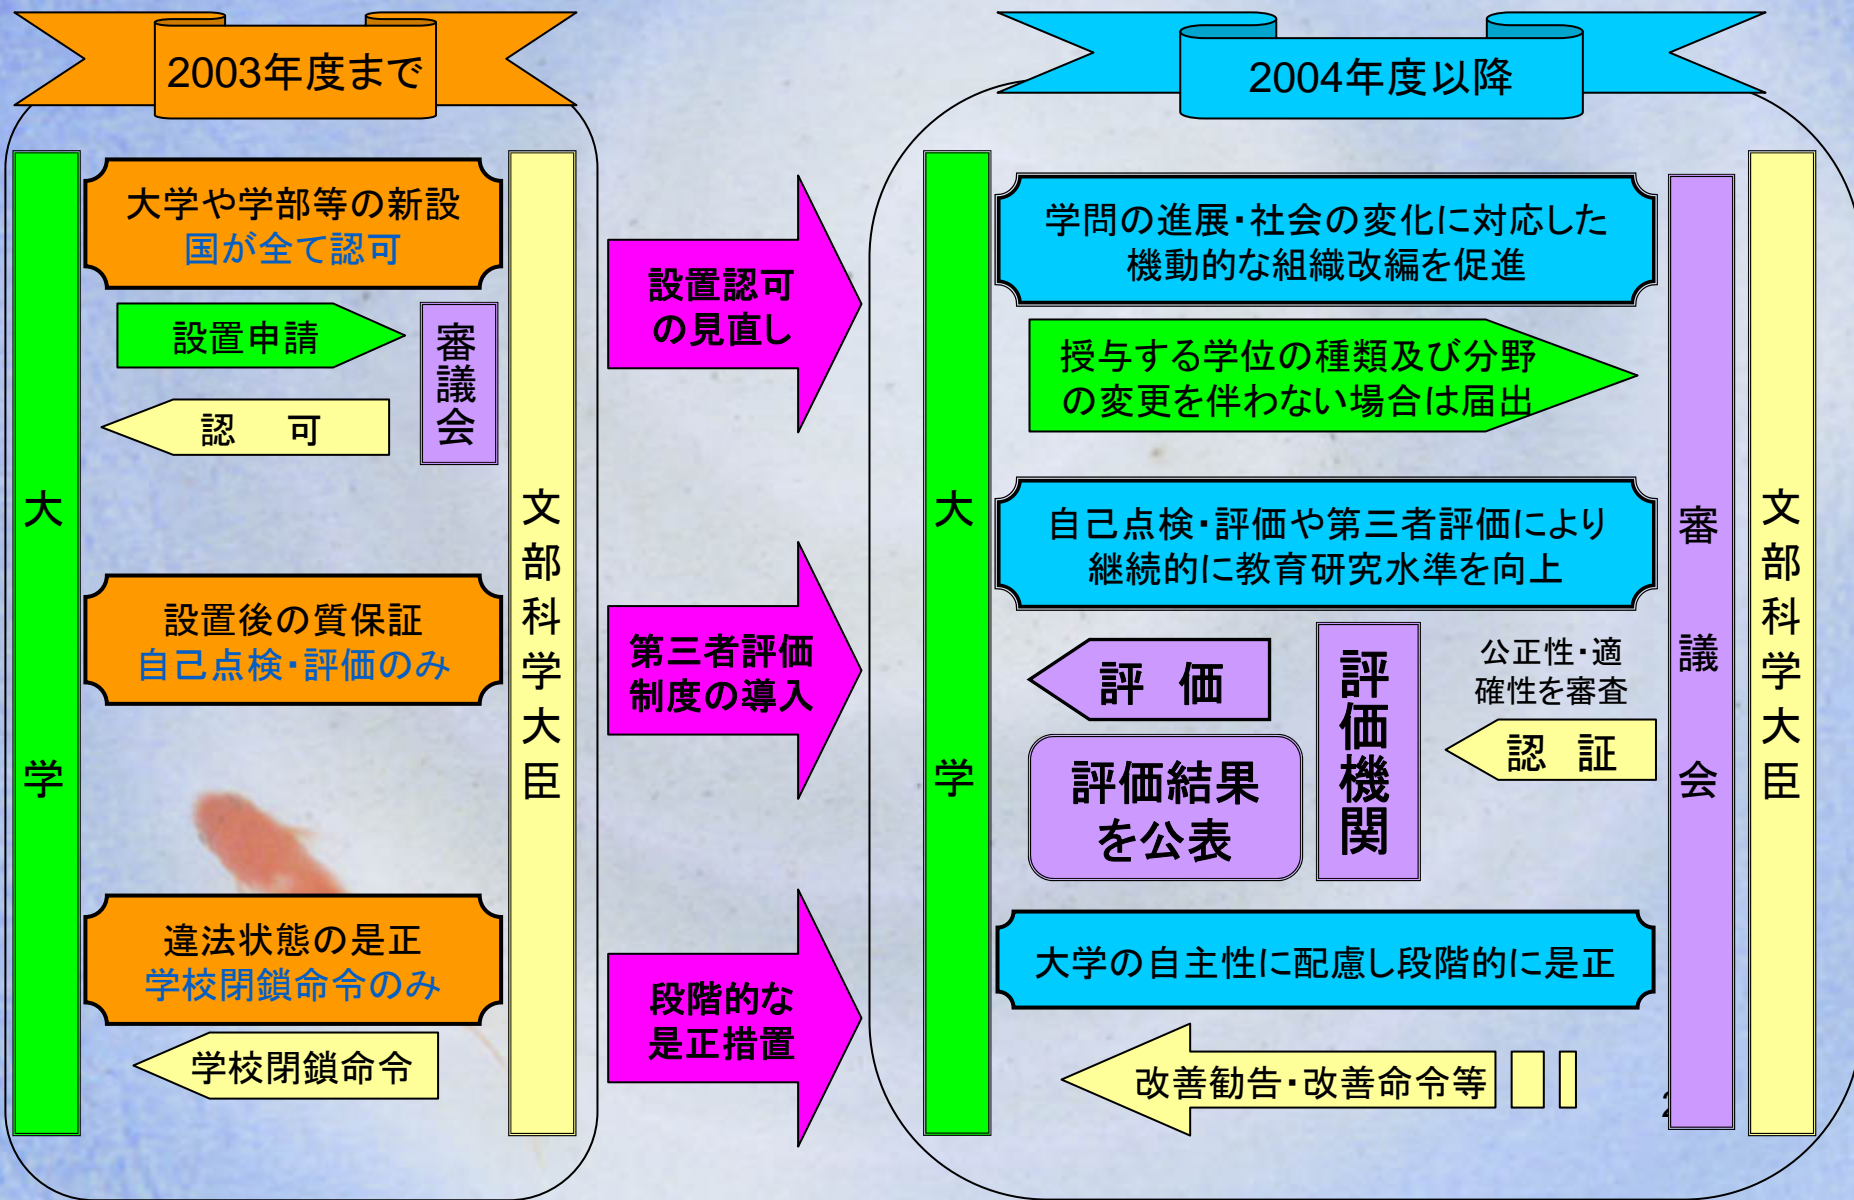 2003年度まで
大学
大学や学部等の新設
国が全て認可
設置申請
認　可
審議会
設置後の質保証
自己点検・評価のみ
違法状態の是正
学校閉鎖命令のみ
学校閉鎖命令
文部科学大臣
設置認可
の見直し
第三者評価
制度の導入
段階的な
是正措置
2004年度以降
大学
学問の進展・社会の変化に対応した
機動的な組織改編を促進
授与する学位の種類及び分野
の変更を伴わない場合は届出
自己点検・評価や第三者評価により
継続的に教育研究水準を向上
評　価
評価結果
を公表
評価機関
公正性・適
確性を審査
認　証
大学の自主性に配慮し段階的に是正
改善勧告・改善命令等
審議会
文部科学大臣